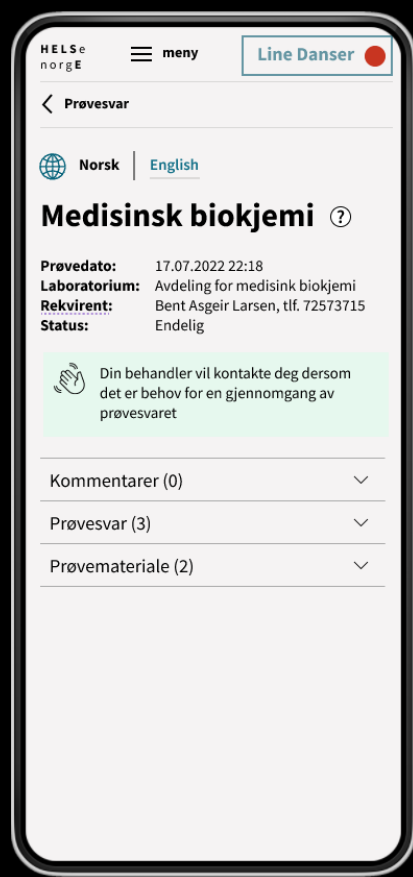 HELSe
norgE
meny
Line Danser
Prøvesvar
Norsk
English
Medisinsk biokjemi ?
Prøvedato: 17.07.2022 22:18
Laboratorium: Avdeling for medisink biokjemi
Rekvirent: Bent Asgeir Larsen, tlf. 72573715
Status: Endelig
Din behandler vil kontakte deg dersom
det er behov for en gjennomgang av
prøvesvaret
Kommentarer (0)
Prøvesvar (3)
Prøvemateriale (2)